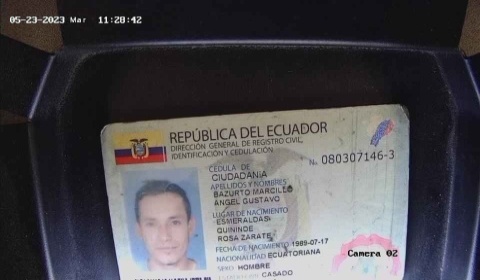 05-23-2023 Mar 11:28:42
REPÚBLICA DEL ECUADOR
DIRECCIÓN GENERAL DE REGISTRO CIVIL,
IDENTIFICACIÓN Y CEDULACIÓN
No 080307146-3
CÉDULA DE
CIUDADANÍA
APELLIDOS Y NOMBRES
BAZURTO MARCILLO
ANGEL GUSTAVO
LUGAR DE NACIMIENTO
ESMERALDAS
QUININDE
ROSA ZARATE
FECHA DE NACIMIENTO 1989-07-17
NACIONALIDAD ECUATORIANA
SEXO HOMBRE
CASADO
Camera 02